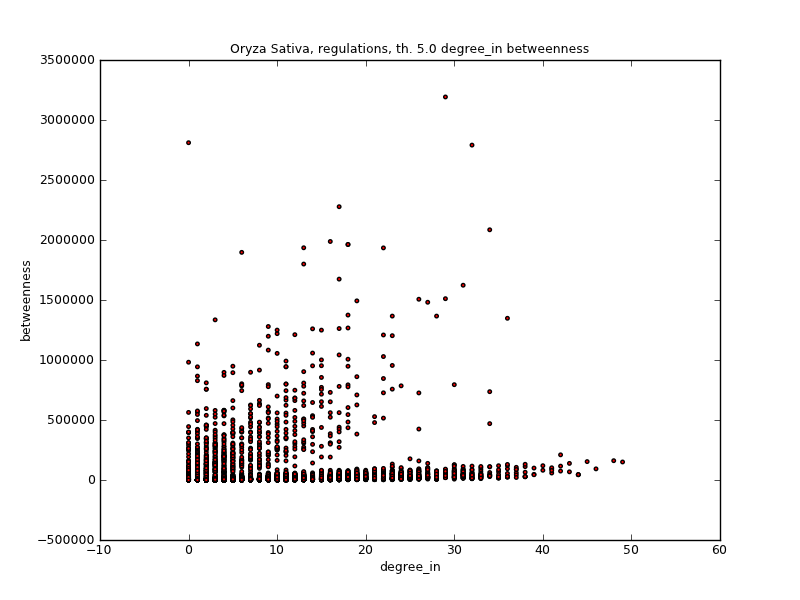 Oryza Sativa, regulations, th. 5.0 degree_in betweenness
3500000
3000000
2500000
2000000
1500000
1000000
500000
0
−500000
betweenness
−10 0 10 20 30 40 50 60
degree_in